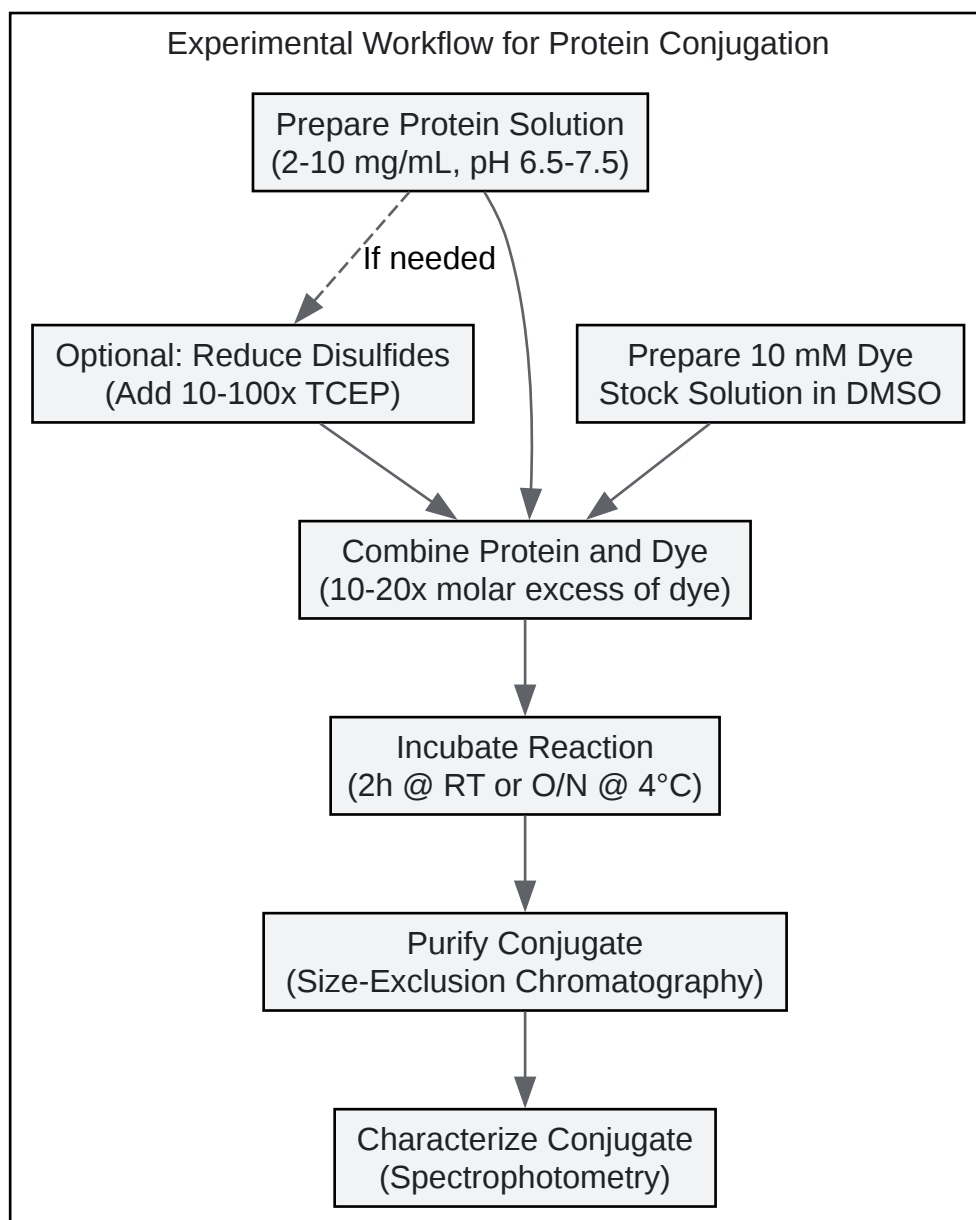 Experimental Workflow for Protein Conjugation
Prepare Protein Solution
(2-10 mg/mL, pH 6.5-7.5)
If needed
Optional: Reduce Disulfides
(Add 10-100x TCEP)
Prepare 10 mM Dye
Stock Solution in DMSO
Combine Protein and Dye
(10-20x molar excess of dye)
Incubate Reaction
(2h @ RT or O/N @ 4°C)
Purify Conjugate
(Size-Exclusion Chromatography)
Characterize Conjugate
(Spectrophotometry)